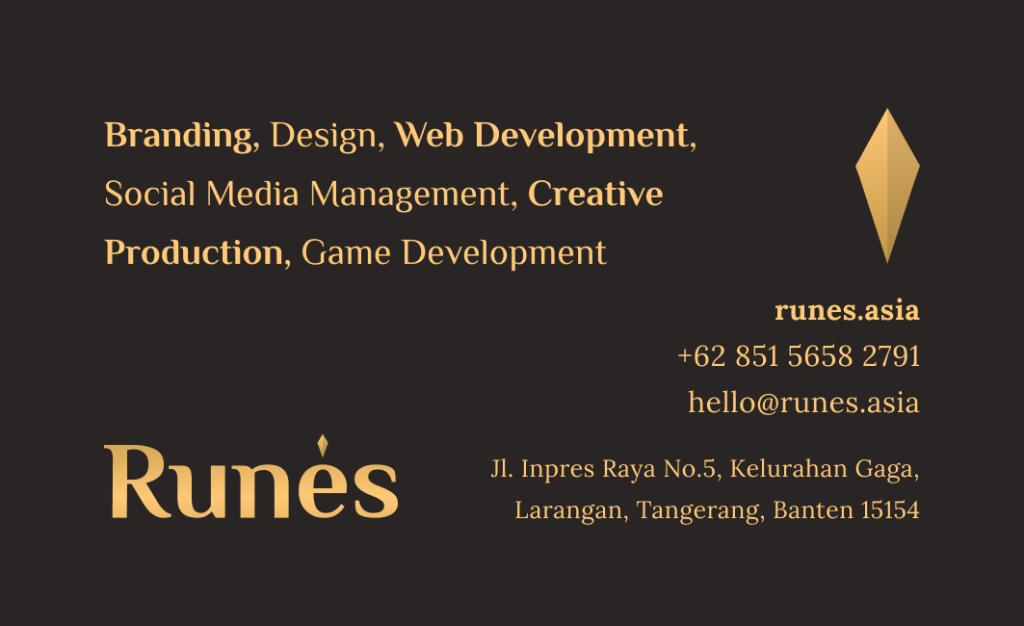 Branding, Design, Web Development,
Social Media Management, Creative
Production, Game Development
runes.asia
+62 851 5658 2791
hello@runes.asia
Runes
Jl. Inpres Raya No.5, Kelurahan Gaga,
Larangan, Tangerang, Banten 15154